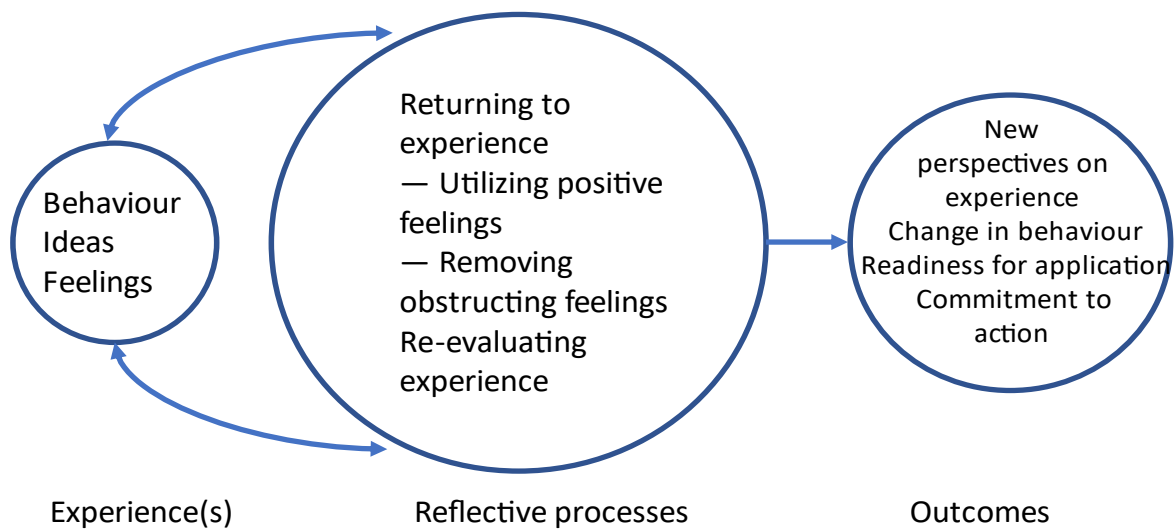 Behaviour
Ideas
Feelings
Returning to
experience
— Utilizing positive
feelings
— Removing
obstructing feelings
Re-evaluating
experience
New
perspectives on
experience
Change in behaviour
Readiness for application
Commitment to
action
Experience(s)
Reflective processes
Outcomes